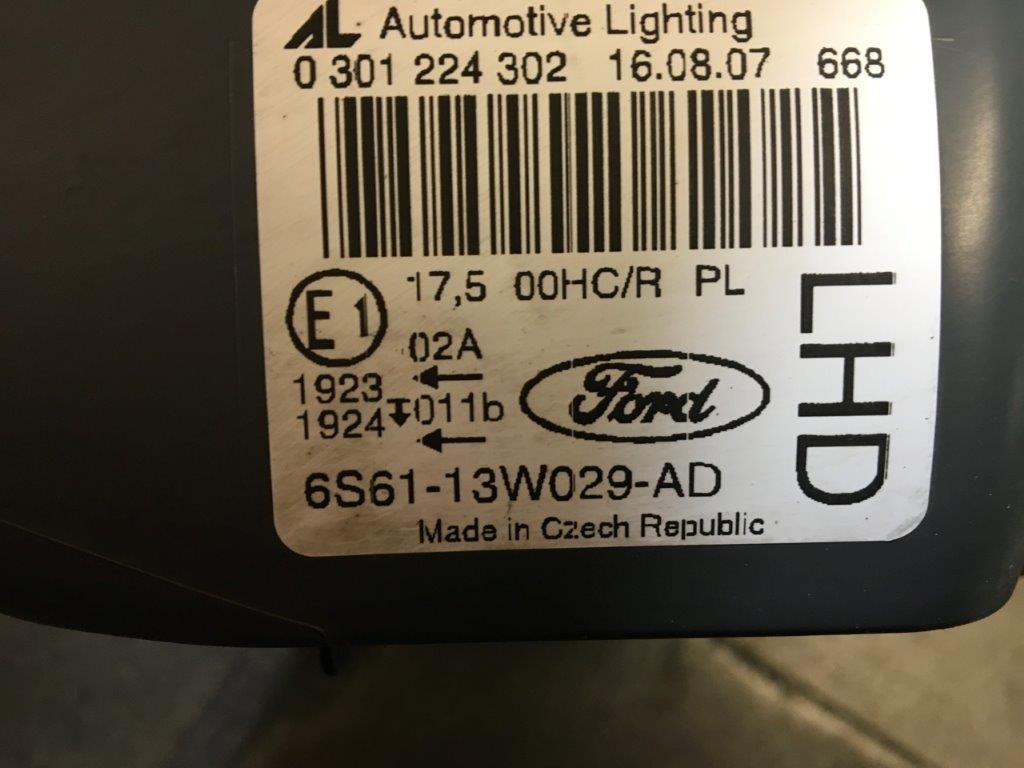 AL Automotive Lighting
0 301 224 302 16.08.07 668
E1 17,5 00HC/R PL
02A
←
1923
1924 ↧011b
←
Ford
6S61-13W029-AD
Made in Czech Republic
LHD